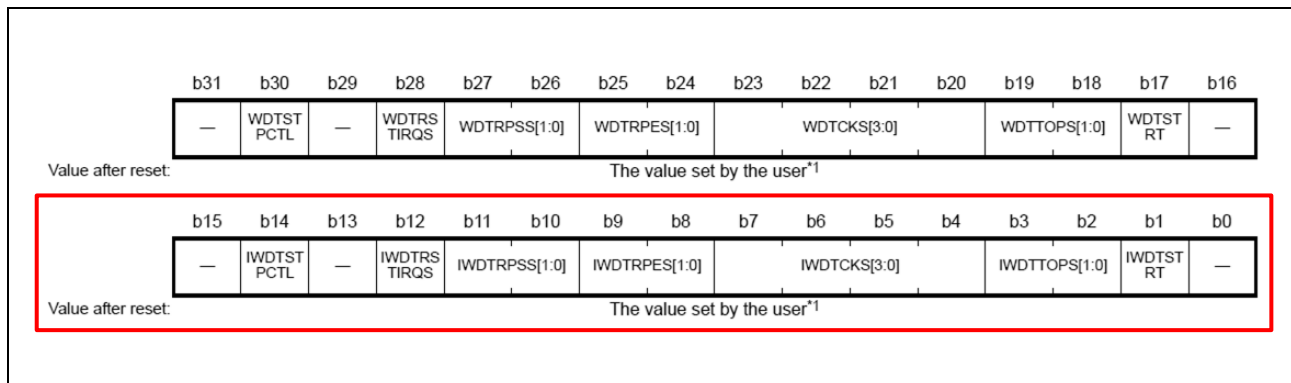 b31 b30 b29 b28 b27 b26 b25 b24 b23 b22 b21 b20 b19 b18 b17 b16
— WDTST PCTL — WDTRS TIRQS WDTRPSS[1:0] WDTRPES[1:0] WDTCKS[3:0] WDTTOPS[1:0] WDTST RT —
Value after reset: The value set by the user*1
b15 b14 b13 b12 b11 b10 b9 b8 b7 b6 b5 b4 b3 b2 b1 b0
— IWDTST PCTL — IWDTRS TIRQS IWDTRPSS[1:0] IWDTRPES[1:0] IWDTCKS[3:0] IWDTTOPS[1:0] IWDTST RT —
Value after reset: The value set by the user*1